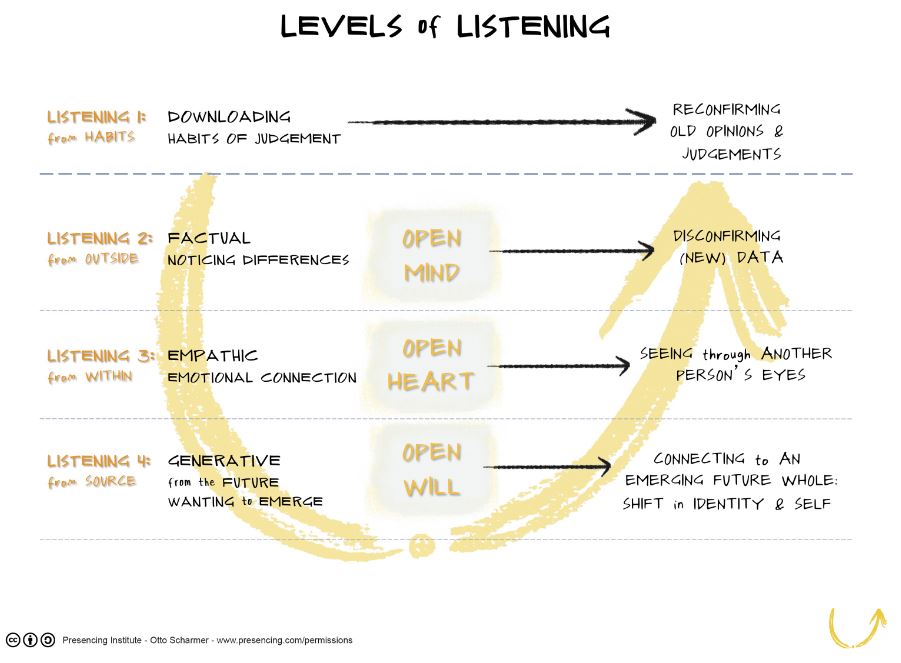 LEVELS of LISTENING
LISTENING 1:
from HABITS
DOWNLOADING
HABITS OF JUDGEMENT
RECONFIRMING
OLD OPINIONS &
JUDGEMENTS
LISTENING 2:
from OUTSIDE
FACTUAL
NOTICING DIFFERENCES
OPEN
MIND
DISCONFIRMING
(NEW) DATA
LISTENING 3:
from WITHIN
EMPATHIC
EMOTIONAL CONNECTION
OPEN
HEART
SEEING through ANOTHER
PERSON'S EYES
LISTENING 4:
from SOURCE
GENERATIVE
from the FUTURE
WANTING to EMERGE
OPEN
WILL
CONNECTING to AN
EMERGING FUTURE WHOLE:
SHIFT in IDENTITY & SELF
Presencing Institute - Otto Scharmer - www.presencing.com/permissions